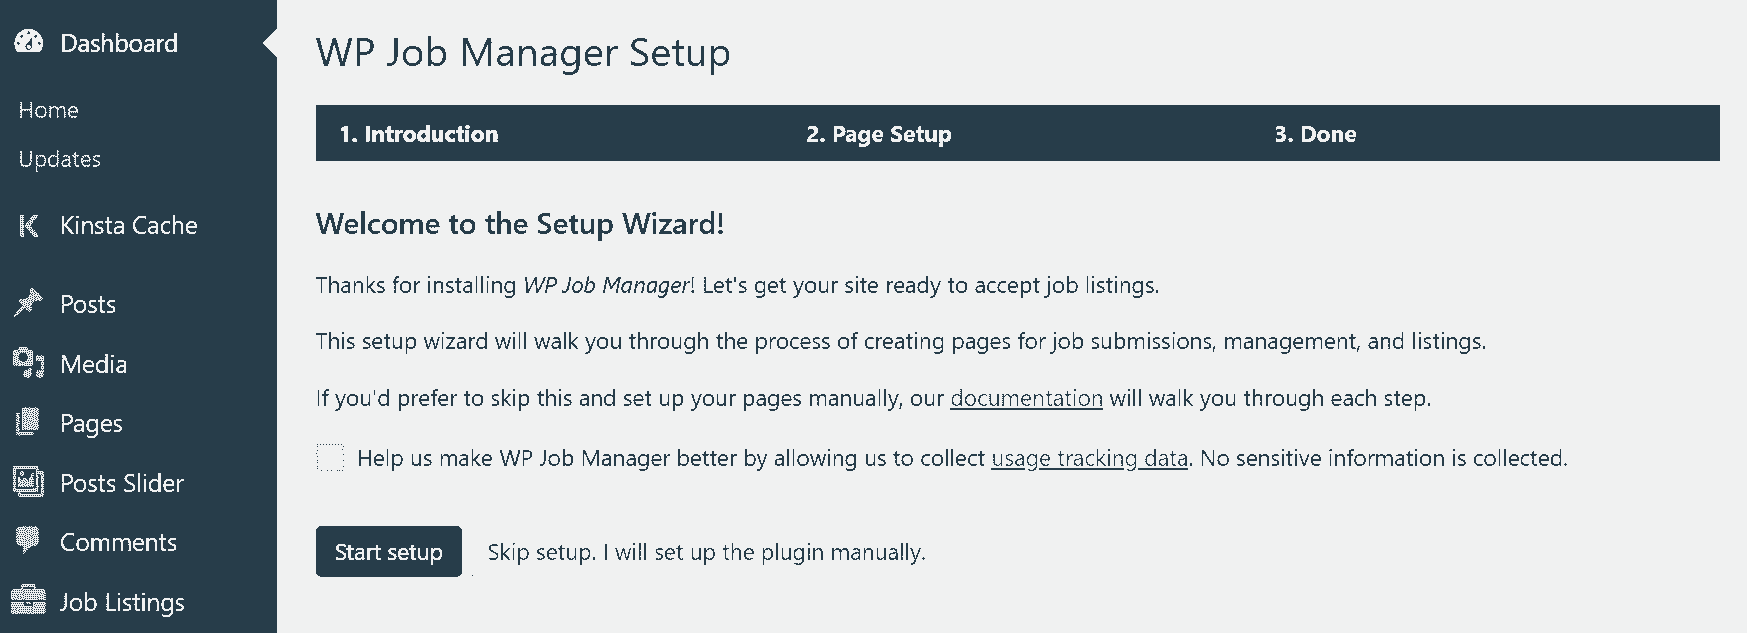 Dashboard
Home
Updates
Kinsta Cache
Posts
Media
Pages
Posts Slider
Comments
Job Listings
WP Job Manager Setup
1. Introduction
2. Page Setup
3. Done
Welcome to the Setup Wizard!
Thanks for installing WP Job Manager! Let's get your site ready to accept job listings.
This setup wizard will walk you through the process of creating pages for job submissions, management, and listings.
If you'd prefer to skip this and set up your pages manually, our documentation will walk you through each step.
Help us make WP Job Manager better by allowing us to collect usage tracking data. No sensitive information is collected.
Start setup
Skip setup. I will set up the plugin manually.